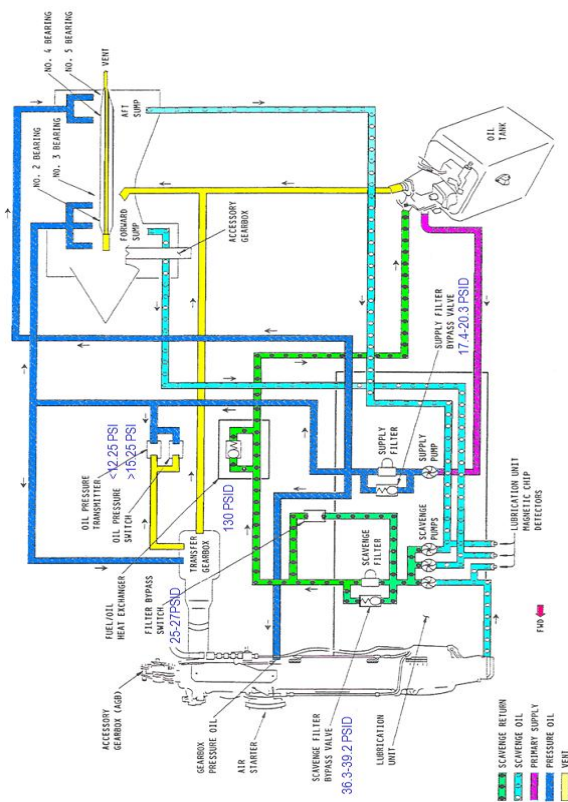 NO. 4 BEARING
NO. 5 BEARING
VENT
NO. 2 BEARING
NO. 3 BEARING
FORWARD
SUMP
AFT
SUMP
ACCESSORY
GEARBOX
OIL
TANK
<12.25 PSI
>15.25 PSI
OIL PRESSURE
TRANSMITTER
OIL PRESSURE
SWITCH
130 PSID
SUPPLY FILTER
BYPASS VALVE
17.4-20.3 PSID
SUPPLY
FILTER
SUPPLY
PUMP
TRANSFER
GEARBOX
FUEL/OIL
HEAT EXCHANGER
FILTER BYPASS
SWITCH
25-27PSID
SCAVENGE
FILTER
SCAVENGE
PUMPS
LUBRICATION UNIT
MAGNETIC CHIP
DETECTORS
ACCESSORY
GEARBOX (AGB)
GEARBOX
PRESSURE OIL
AIR
STARTER
SCAVENGE FILTER
BYPASS VALVE
36.3-39.2 PSID
LUBRICATION
UNIT
FWD
SCAVENGE RETURN
SCAVENGE OIL
PRIMARY SUPPLY
PRESSURE OIL
VENT